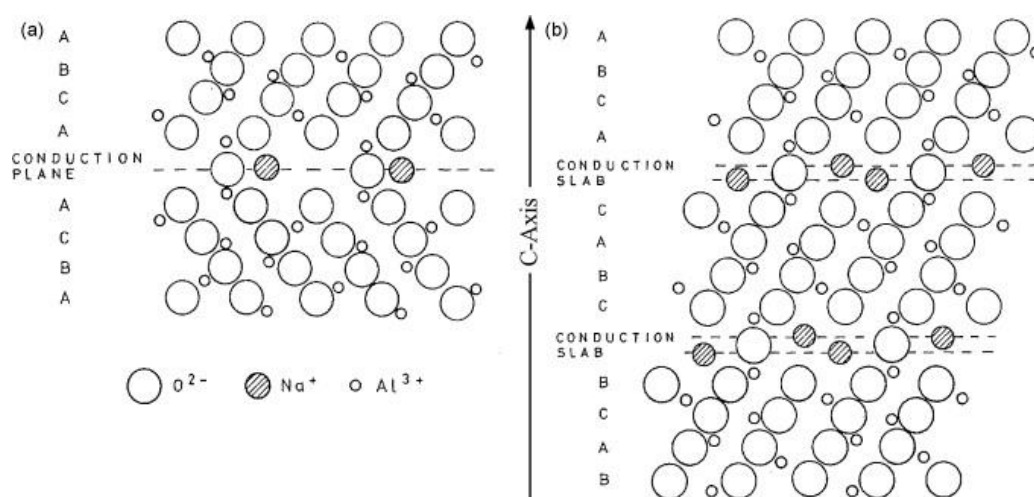 (a)
A
B
C
A
CONDUCTION
PLANE
A
C
B
A
O²⁻ Na⁺ Al³⁺
C-Axis
(b)
A
B
C
A
CONDUCTION
SLAB
C
A
B
C
CONDUCTION
SLAB
B
C
A
B